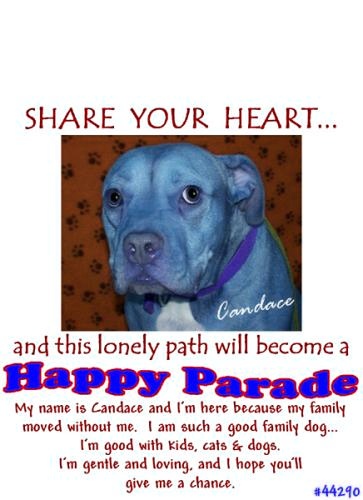 SHARE YOUR HEART...
Candace
and this lonely path will become a
Happy Parade
My name is Candace and I'm here because my family
moved without me. I am such a good family dog...
I'm good with kids, cats & dogs.
I'm gentle and loving, and I hope you'll
give me a chance.
#44290